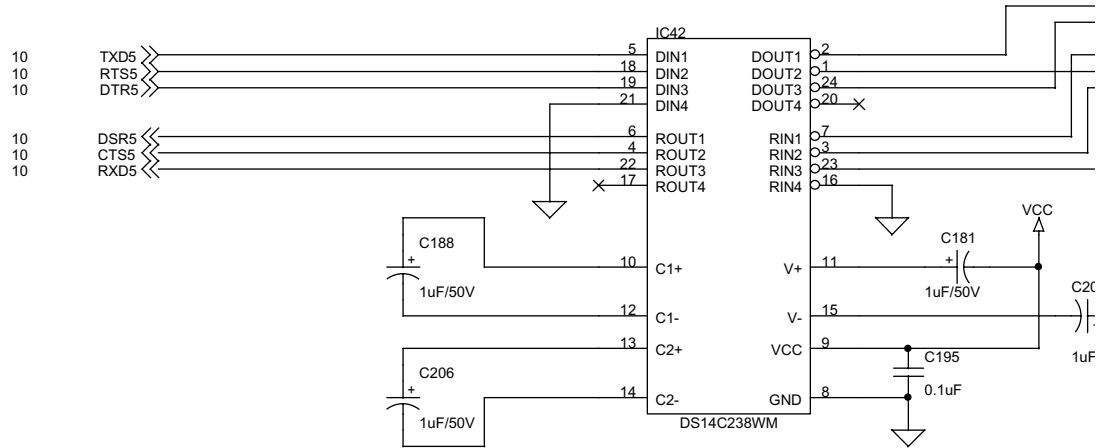 IC42
10 TXD5 5 DIN1 DOUT1 2
10 RTS5 18 DIN2 DOUT2 1
10 DTR5 19 DIN3 DOUT3 24
21 DIN4 DOUT4 20
10 DSR5 6 ROUT1 RIN1 7
10 CTS5 4 ROUT2 RIN2 3
10 RXD5 22 ROUT3 RIN3 23
17 ROUT4 RIN4 16
VCC
C188 C181
+ 10 C1+ V+ 11 +
1uF/50V 1uF/50V
C20
12 C1- V- 15
+
13 C2+ VCC 9
1uF
C206 C195
+ 0.1uF
14 C2- GND 8
1uF/50V
DS14C238WM